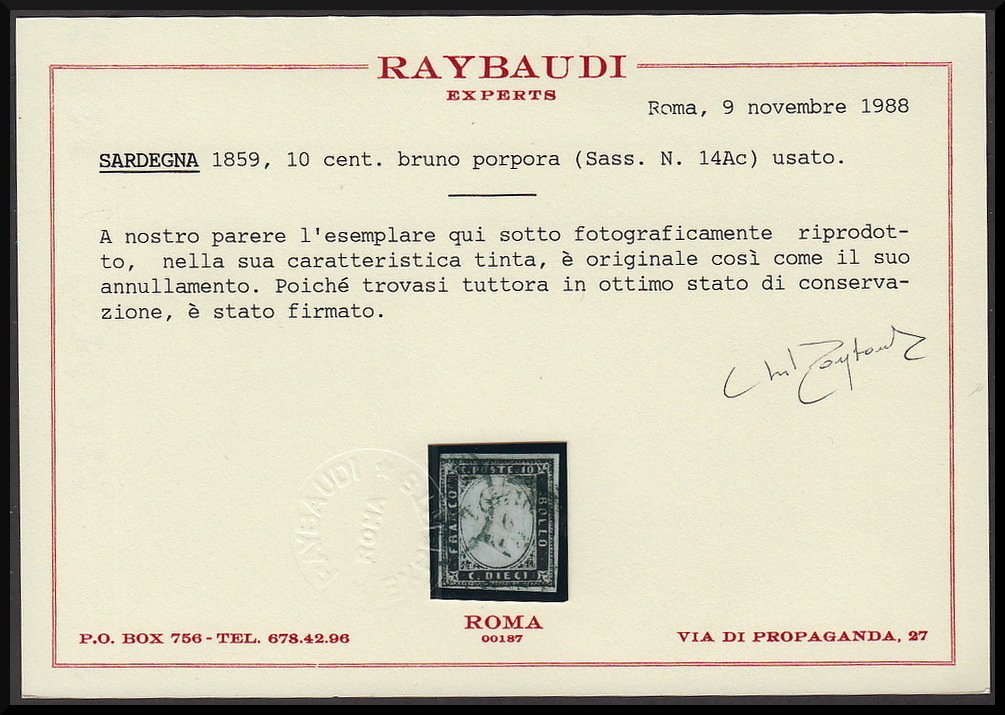 RAYBAUDI
EXPERTS
Roma, 9 novembre 1988
SARDEGNA 1859, 10 cent. bruno porpora (Sass. N. 14Ac) usato.
A nostro parere l'esemplare qui sotto fotograficamente riprodot-
to, nella sua caratteristica tinta, è originale così come il suo
annullamento. Poiché trovasi tuttora in ottimo stato di conserva-
zione, è stato firmato.
C. POSTE 10
FRANCO
BOLLO
C. DIECI
RAYBAUDI
ROMA
ROMA
00187
P.O. BOX 756 - TEL. 678.42.96
VIA DI PROPAGANDA, 27